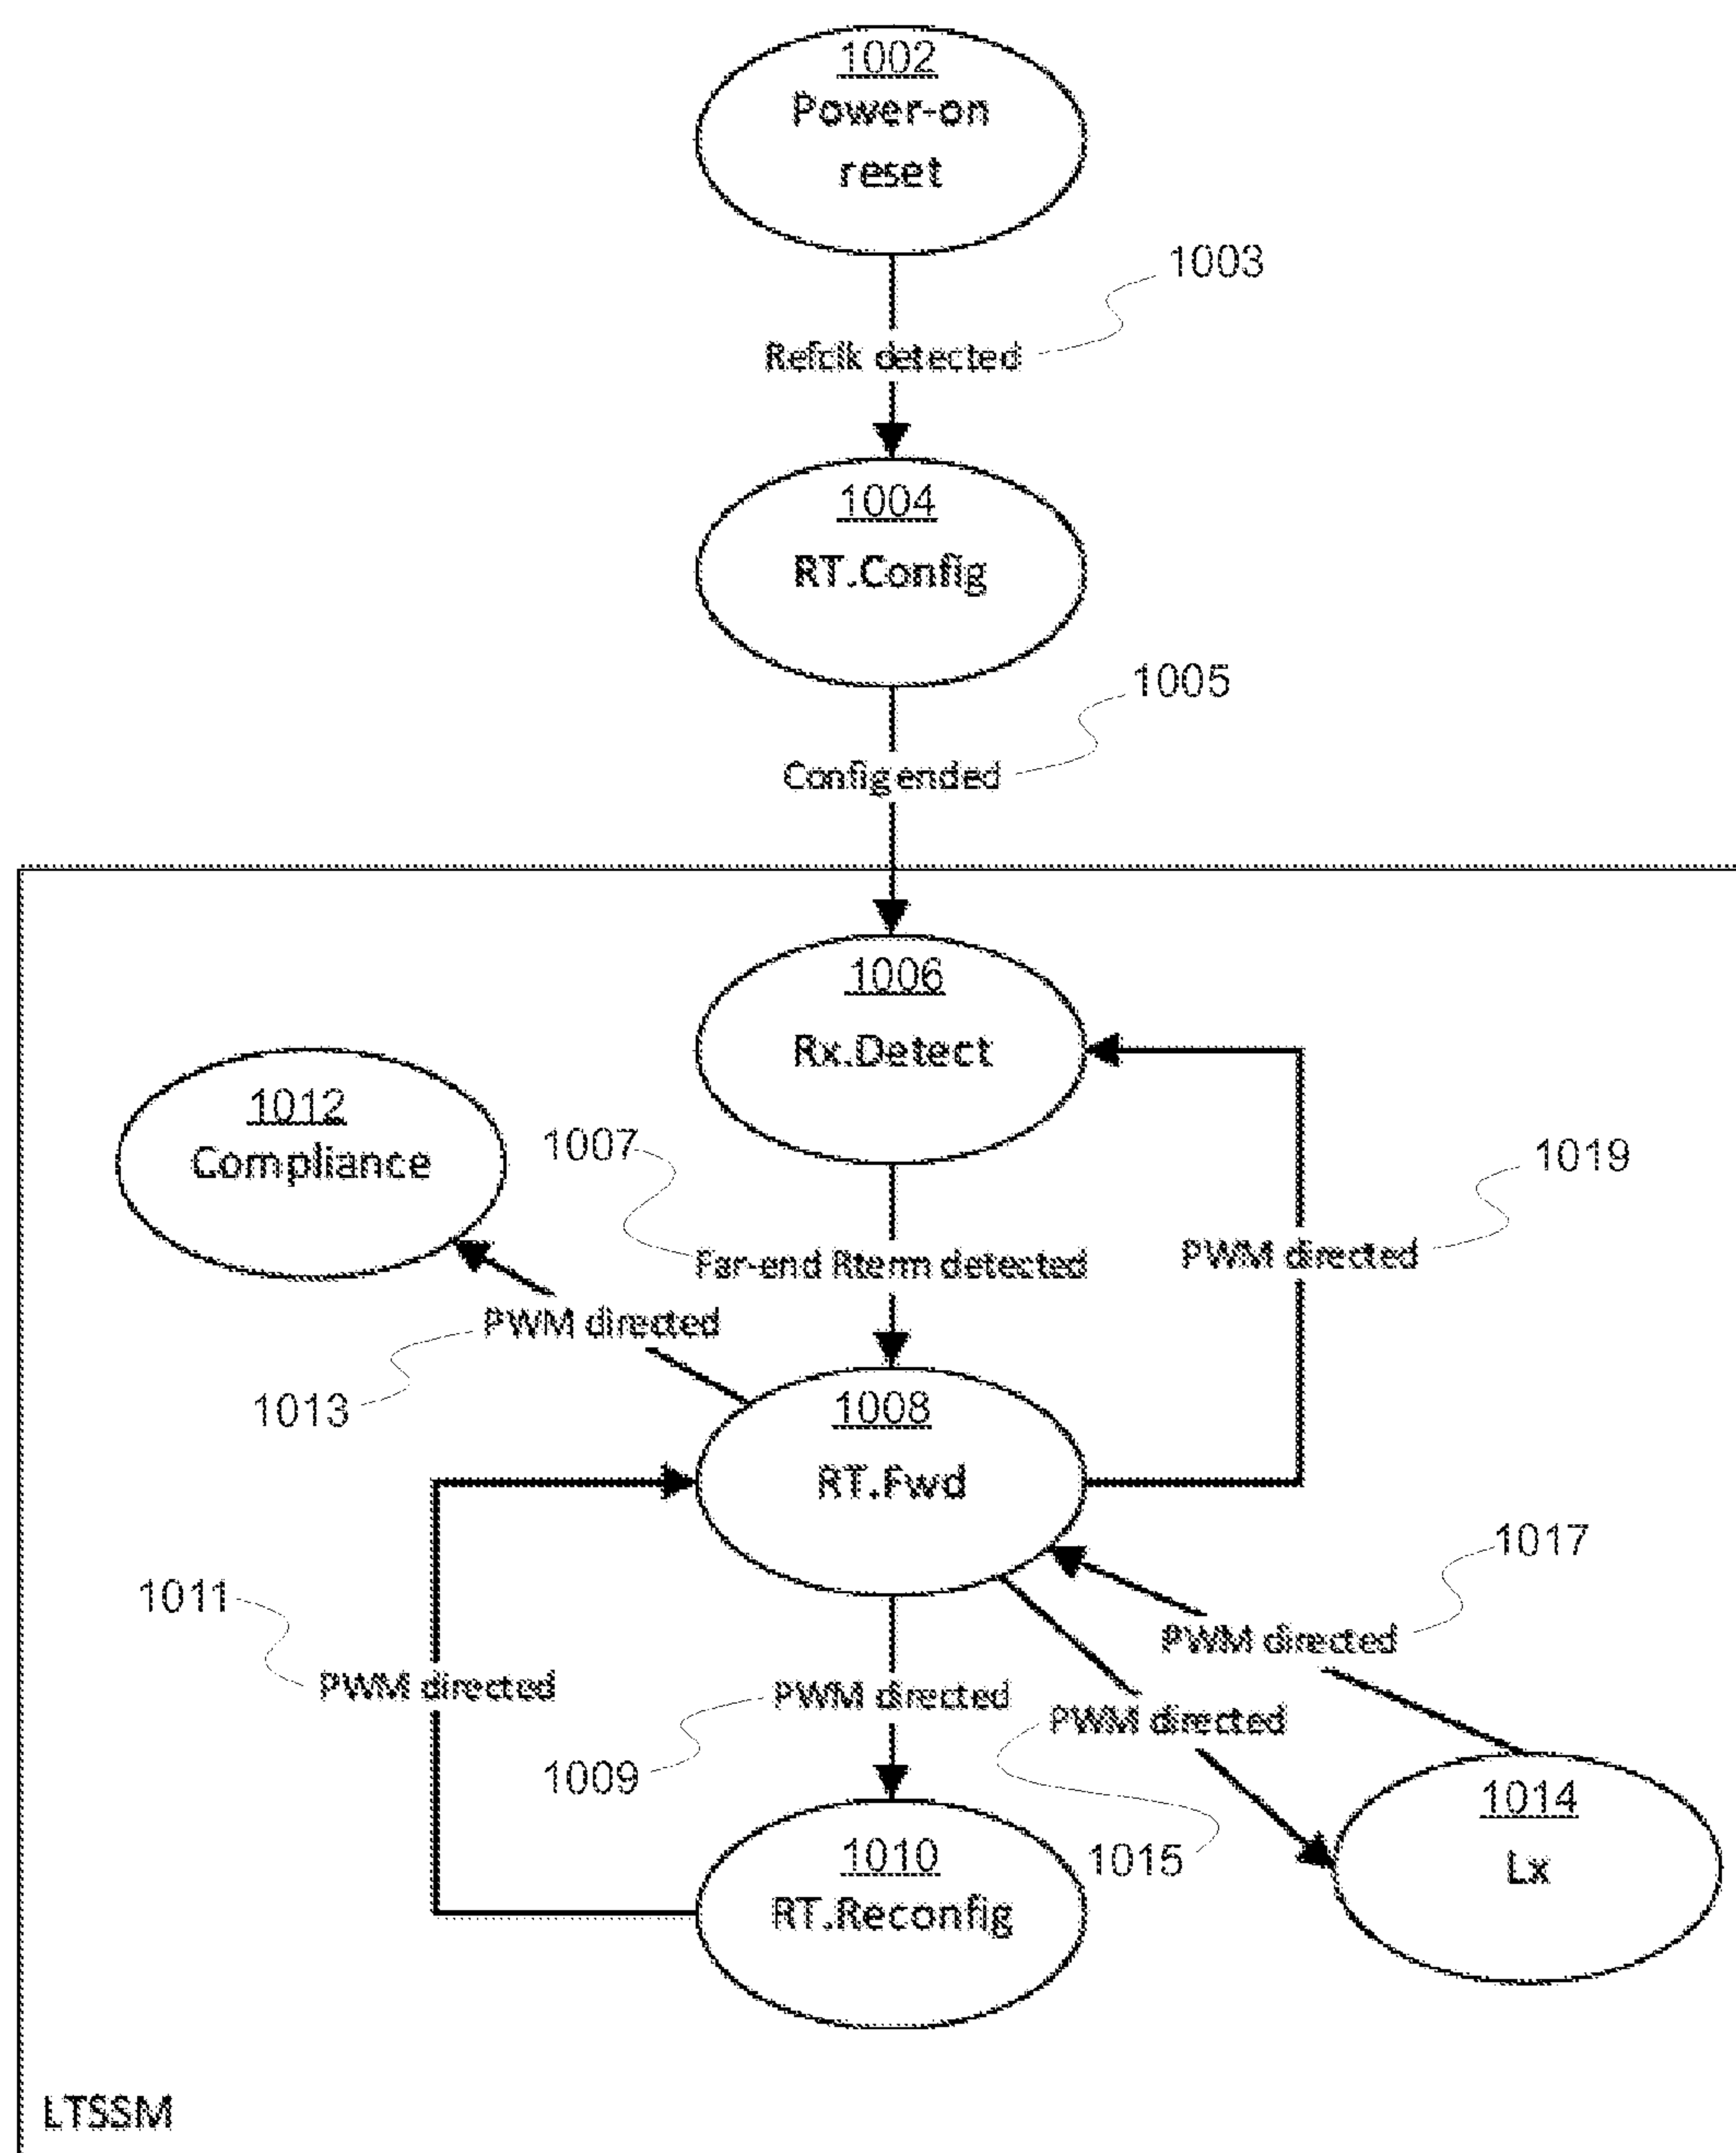 1002
Power-on
reset
1003
Refclk detected
1004
RT.Config
1005
Config ended
1006
Rx.Detect
1012
Compliance
1007
1019
Far-end Rterm detected
PWM directed
PWM directed
1013
1008
RT.Fwd
1017
1011
PWM directed
PWM directed
PWM directed
PWM directed
1009
1015
1014
Lx
1010
RT.Reconfig
LTSSM